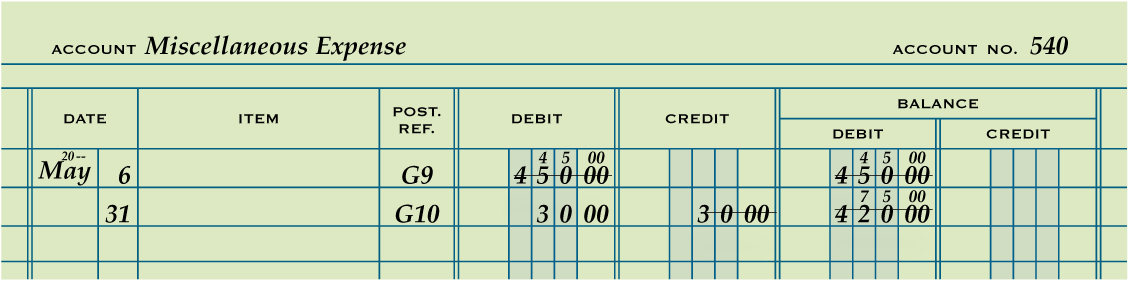 ACCOUNT Miscellaneous Expense ACCOUNT NO. 540
BALANCE
DATE ITEM POST. REF. DEBIT CREDIT
DEBIT CREDIT
20-- 4 5 00 4 5 00
May 6 G9 4 5 0 00 4 5 0 00
7 5 00
31 G10 3 0 00 3 0 00 4 2 0 00